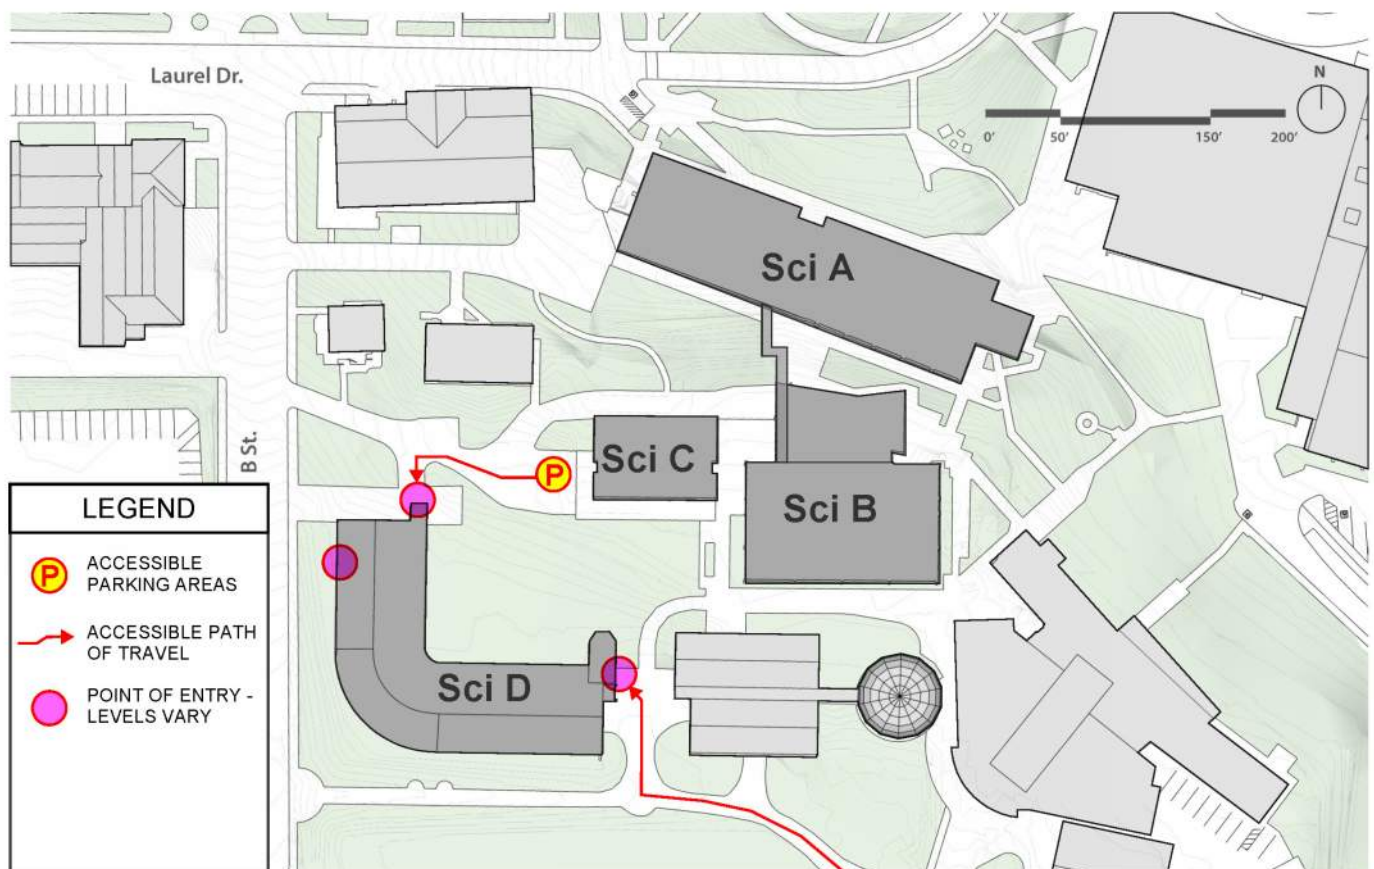 Laurel Dr.
N
0' 50' 150' 200'
Sci A
B St.
P
Sci C
Sci B
Sci D
LEGEND
P
ACCESSIBLE
PARKING AREAS
ACCESSIBLE PATH
OF TRAVEL
POINT OF ENTRY -
LEVELS VARY